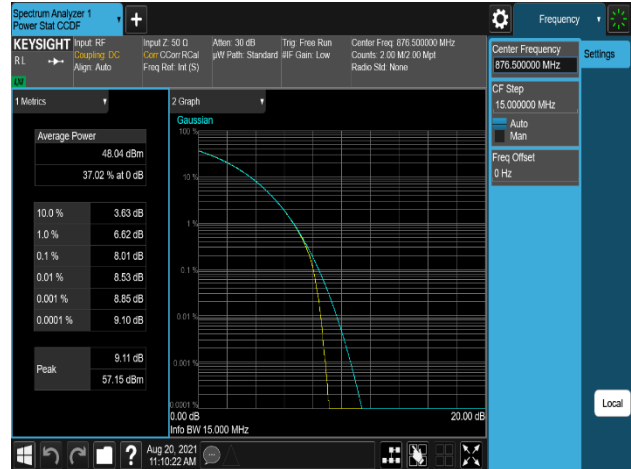 Spectrum Analyzer 1
Power Stat CCDF
+
Frequency
KEYSIGHT
RL
LXI
Input: RF
Coupling: DC
Align: Auto
Input Z: 50 Ω
Corr CCorr RCal
Freq Ref: Int (S)
Atten: 30 dB
µW Path: Standard
Trig: Free Run
#IF Gain: Low
Center Freq: 876.500000 MHz
Counts: 2.00 M/2.00 Mpt
Radio Std: None
Center Frequency
876.500000 MHz
Settings
CF Step
15.000000 MHz
Auto
Man
Freq Offset
0 Hz
1 Metrics
Average Power
48.04 dBm
37.02 % at 0 dB
10.0 % 3.63 dB
1.0 % 6.62 dB
0.1 % 8.01 dB
0.01 % 8.53 dB
0.001 % 8.85 dB
0.0001 % 9.10 dB
Peak
9.11 dB
57.15 dBm
2 Graph
Gaussian
100 %
10 %
1 %
0.1 %
0.01 %
0.001 %
0.0001 %
0.00 dB 20.00 dB
Info BW 15.000 MHz
Local
?
Aug 20, 2021
11:10:22 AM